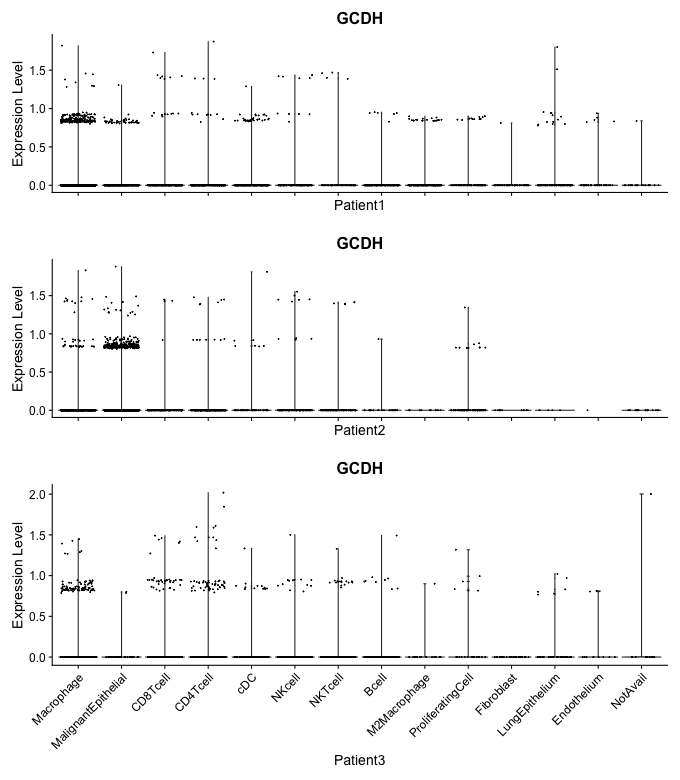 GCDH
Expression Level
1.5
1.0
0.5
0.0
Patient1
GCDH
Expression Level
1.5
1.0
0.5
0.0
Patient2
GCDH
Expression Level
2.0
1.5
1.0
0.5
0.0
Macrophage
MalignantEpithelial
CD8Tcell
CD4Tcell
cDC
NKcell
NKTcell
Bcell
M2Macrophage
ProliferatingCell
Fibroblast
LungEpithelium
Endothelium
NotAvail
Patient3